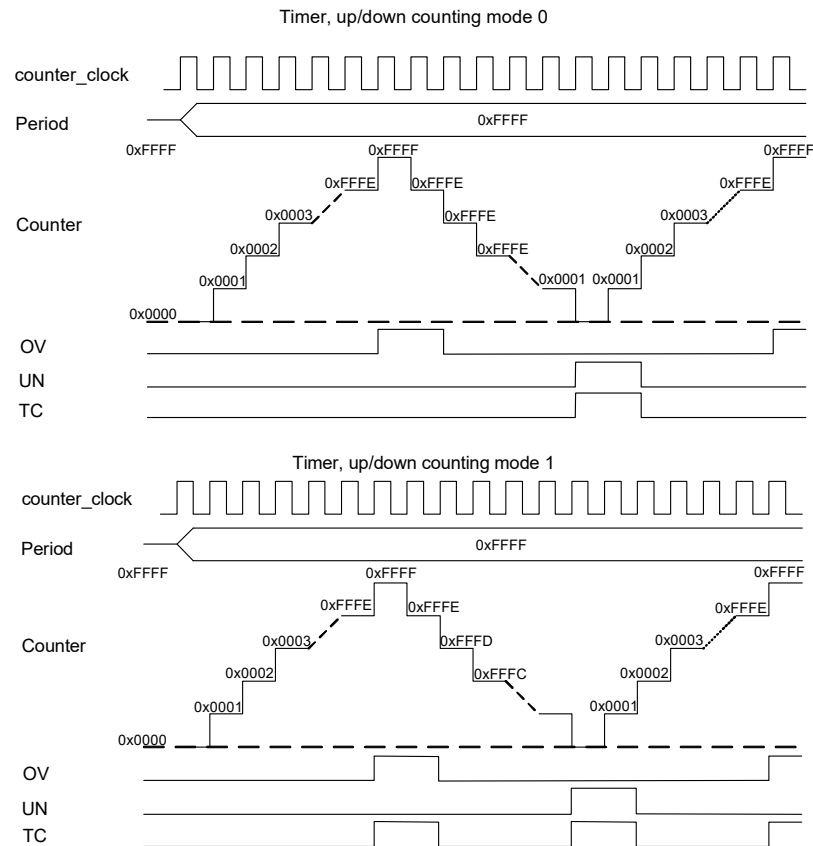 Timer, up/down counting mode 0
counter_clock
Period 0xFFFF
0xFFFF 0xFFFF 0xFFFF
0xFFFE 0xFFFE 0xFFFE
Counter 0x0003 0xFFFE 0x0003
0x0002 0xFFFE 0x0002
0x0001 0x0001 0x0001
0x0000
OV
UN
TC
Timer, up/down counting mode 1
counter_clock
Period 0xFFFF
0xFFFF 0xFFFF 0xFFFF
0xFFFE 0xFFFE 0xFFFE
Counter 0x0003 0xFFFD 0x0003
0x0002 0xFFFC 0x0002
0x0001 0x0001
0x0000
OV
UN
TC